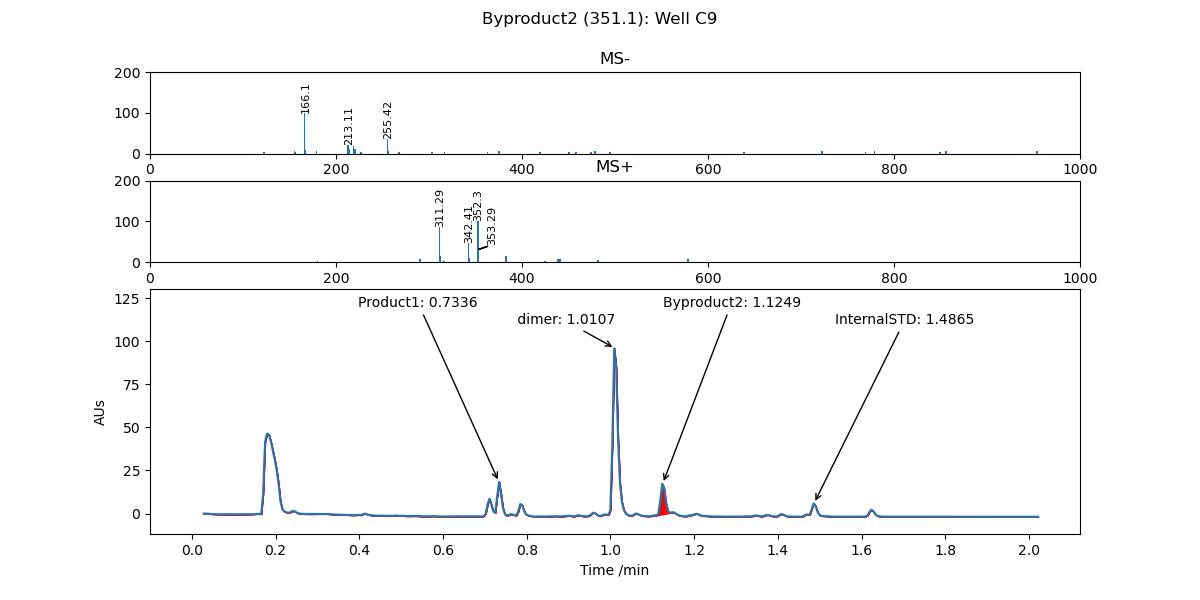 Byproduct2 (351.1): Well C9
MS-
200
100
0
166.1
213.11
255.42
0 200 400 600 800 1000
MS+
200
100
0
311.29
342.41
352.3
353.29
0 200 400 600 800 1000
Product1: 0.7336
Byproduct2: 1.1249
dimer: 1.0107
InternalSTD: 1.4865
125
100
75
50
25
0
AUs
0.0 0.2 0.4 0.6 0.8 1.0 1.2 1.4 1.6 1.8 2.0
Time /min